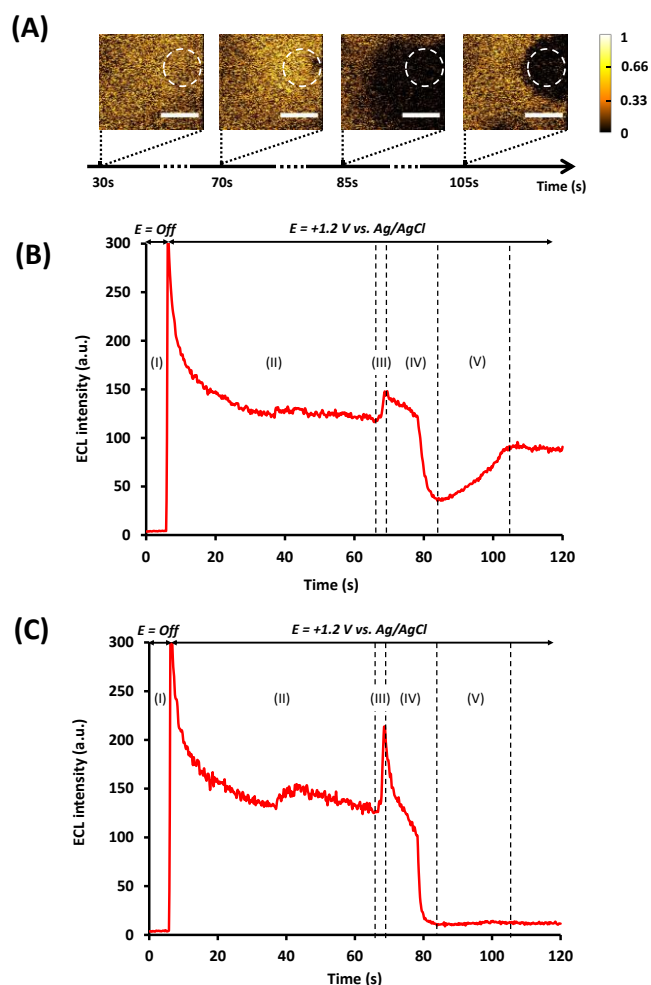 (A)
1
0.66
0.33
0
30s
70s
85s
105s
Time (s)
(B)
E = Off
E = +1.2 V vs. Ag/AgCl
300
250
200
150
100
50
0
ECL intensity (a.u.)
(I)
(II)
(III)
(IV)
(V)
0
20
40
60
80
100
120
Time (s)
(C)
E = Off
E = +1.2 V vs. Ag/AgCl
300
250
200
150
100
50
0
ECL intensity (a.u.)
(I)
(II)
(III)
(IV)
(V)
0
20
40
60
80
100
120
Time (s)